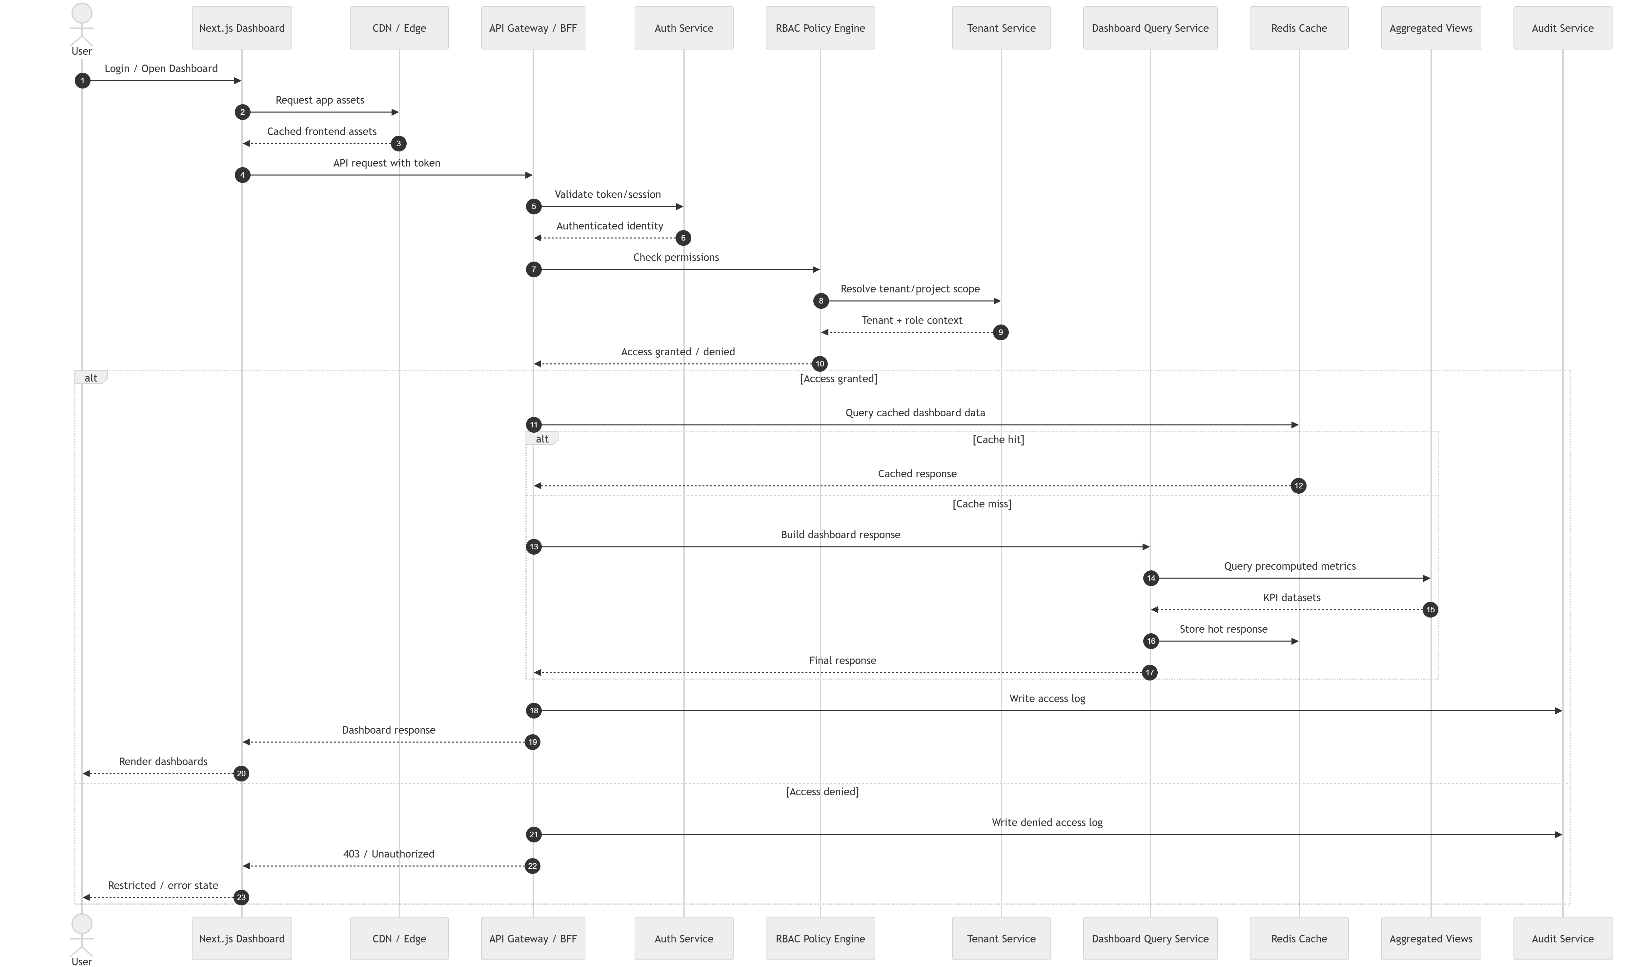 User
Next.js Dashboard
CDN / Edge
API Gateway / BFF
Auth Service
RBAC Policy Engine
Tenant Service
Dashboard Query Service
Redis Cache
Aggregated Views
Audit Service
1
Login / Open Dashboard
2
Request app assets
3
Cached frontend assets
4
API request with token
5
Validate token/session
6
Authenticated identity
7
Check permissions
8
Resolve tenant/project scope
9
Tenant + role context
10
Access granted / denied
alt
[Access granted]
11
Query cached dashboard data
alt
[Cache hit]
12
Cached response
[Cache miss]
13
Build dashboard response
14
Query precomputed metrics
15
KPI datasets
16
Store hot response
17
Final response
18
Write access log
19
Dashboard response
20
Render dashboards
[Access denied]
21
Write denied access log
22
403 / Unauthorized
23
Restricted / error state
User
Next.js Dashboard
CDN / Edge
API Gateway / BFF
Auth Service
RBAC Policy Engine
Tenant Service
Dashboard Query Service
Redis Cache
Aggregated Views
Audit Service